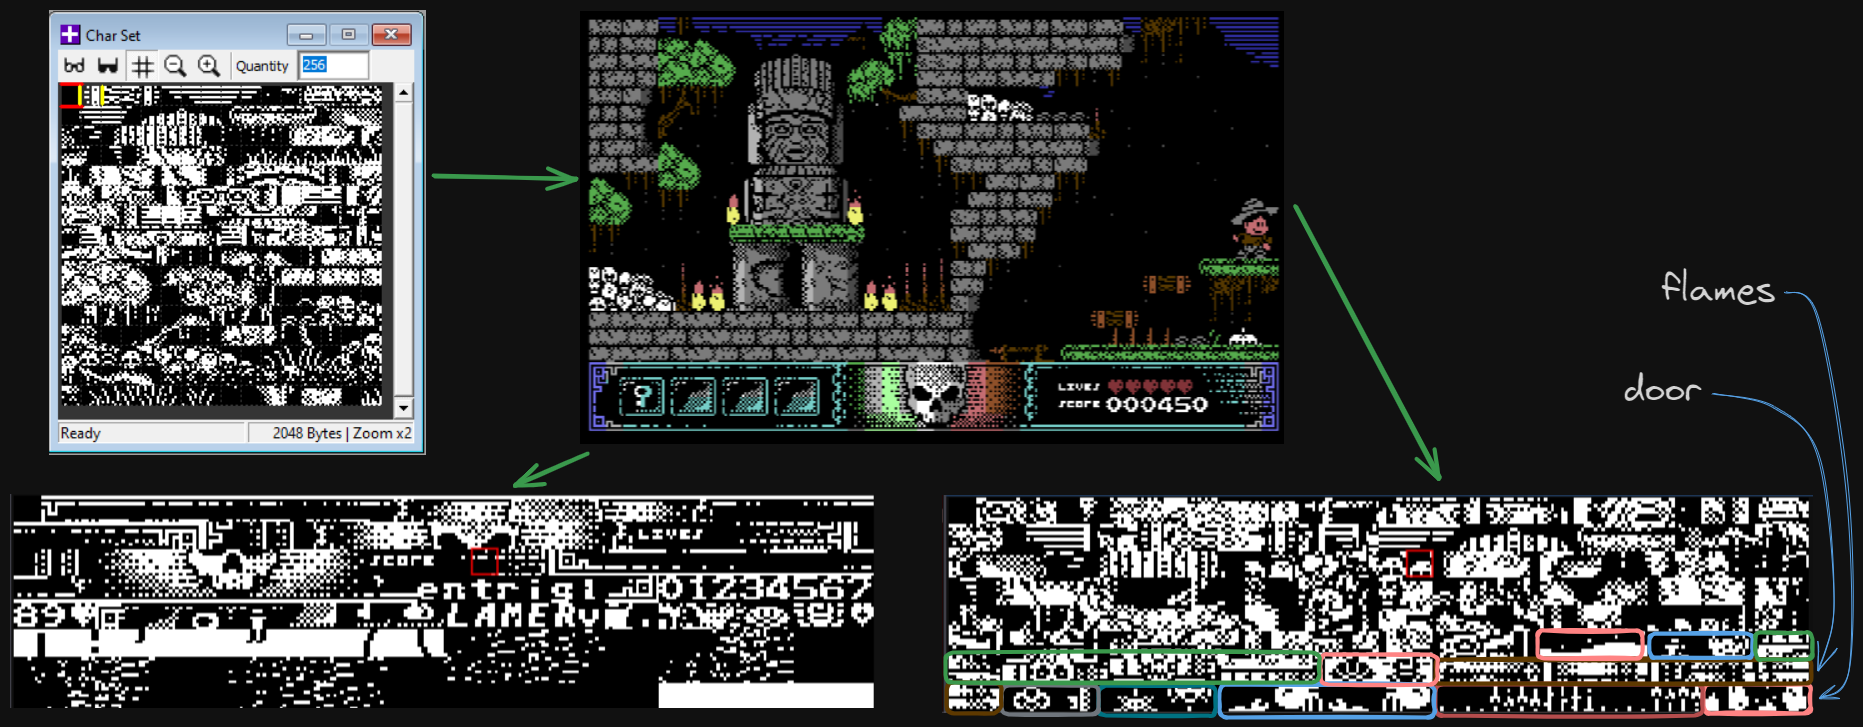 Char Set
Quantity 256
Ready
2048 Bytes | Zoom x2
?
LIVES
SCORE 000450
flames
door
LIVES
score
entrigl 01234567
89
LAMERV